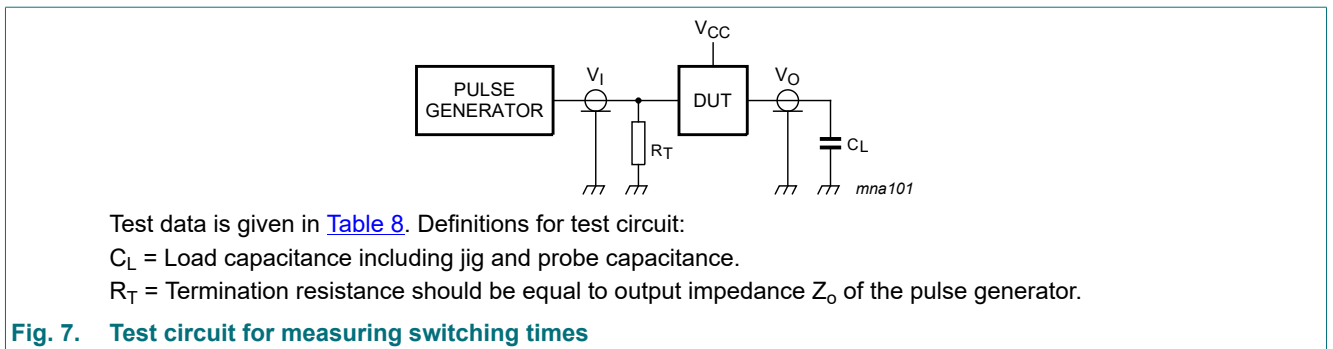 VCC
PULSE
GENERATOR
VI
DUT
VO
RT
CL
mna101
Test data is given in Table 8. Definitions for test circuit:
CL = Load capacitance including jig and probe capacitance.
RT = Termination resistance should be equal to output impedance Zo of the pulse generator.
Fig. 7. Test circuit for measuring switching times